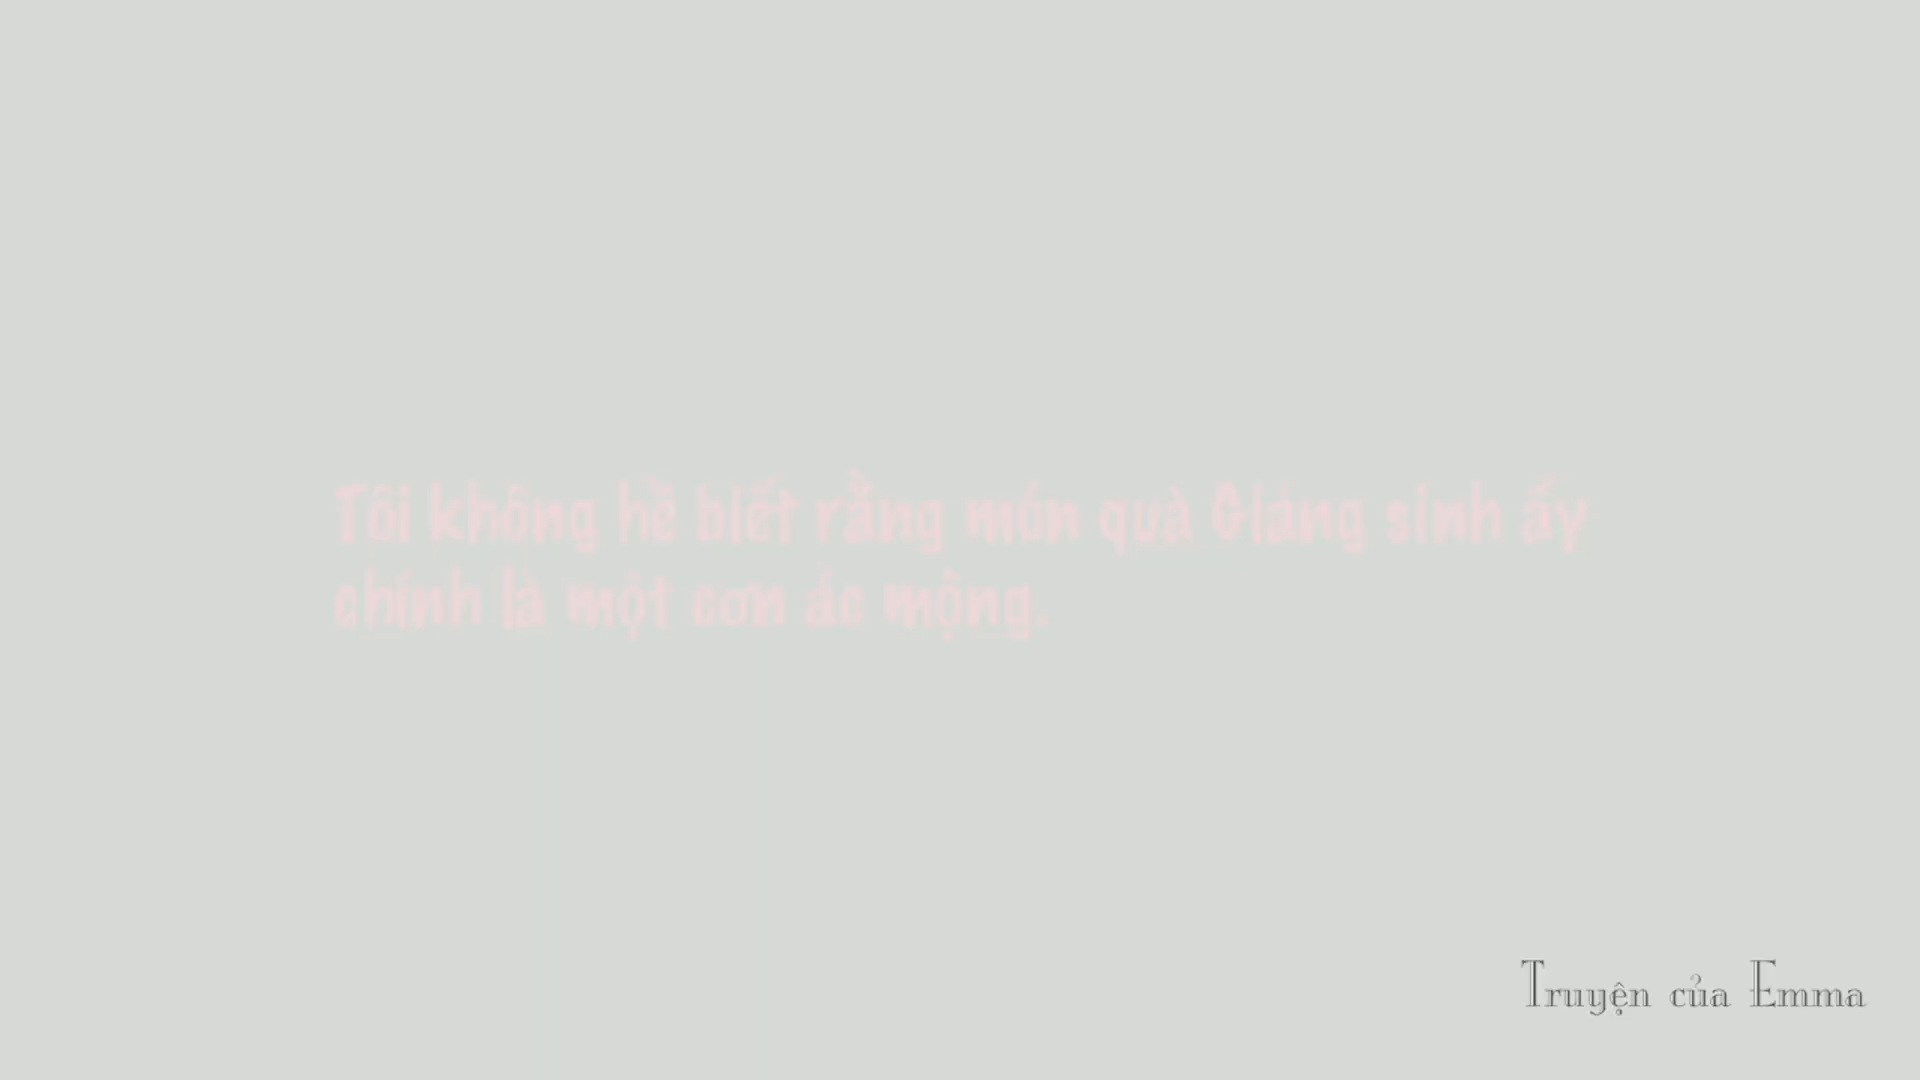 Tôi không hề biết rằng món quà Giáng sinh ấy
chính là một cơn ác mộng.
Truyện của Emma